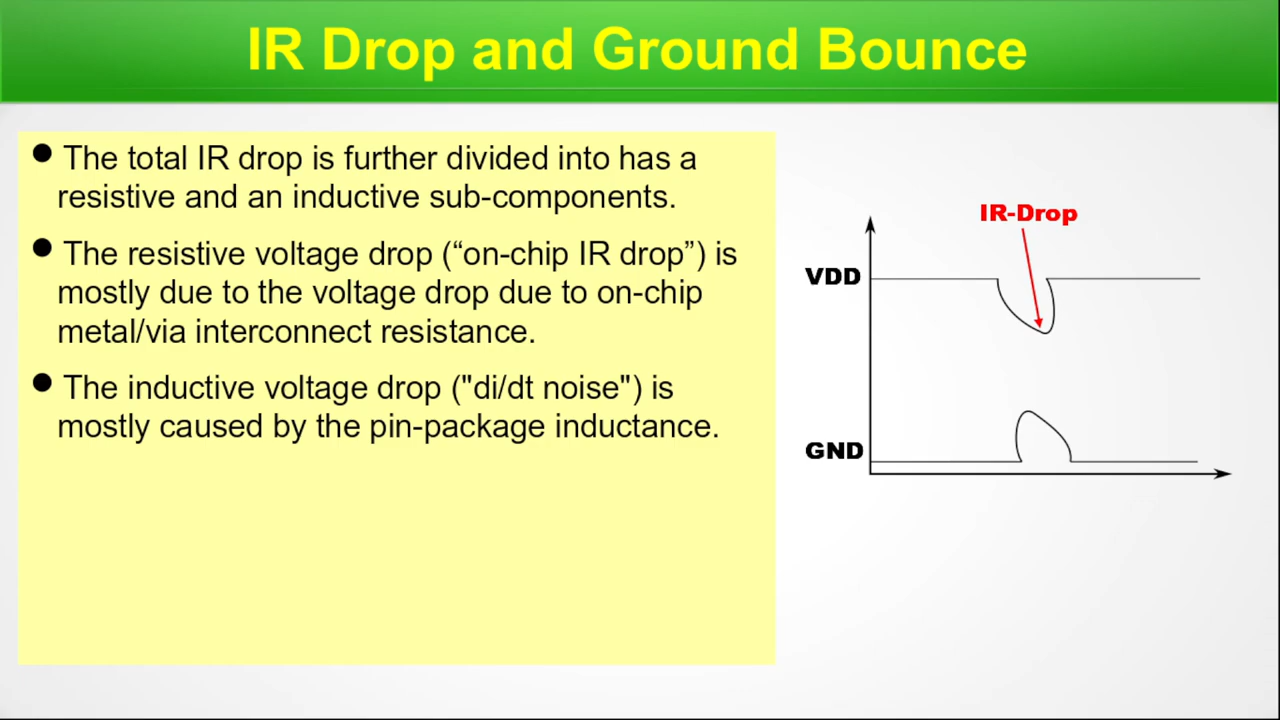 IR Drop and Ground Bounce
● The total IR drop is further divided into has a
resistive and an inductive sub-components.
● The resistive voltage drop (“on-chip IR drop”) is
mostly due to the voltage drop due to on-chip
metal/via interconnect resistance.
● The inductive voltage drop ("di/dt noise") is
mostly caused by the pin-package inductance.
IR-Drop
VDD
GND